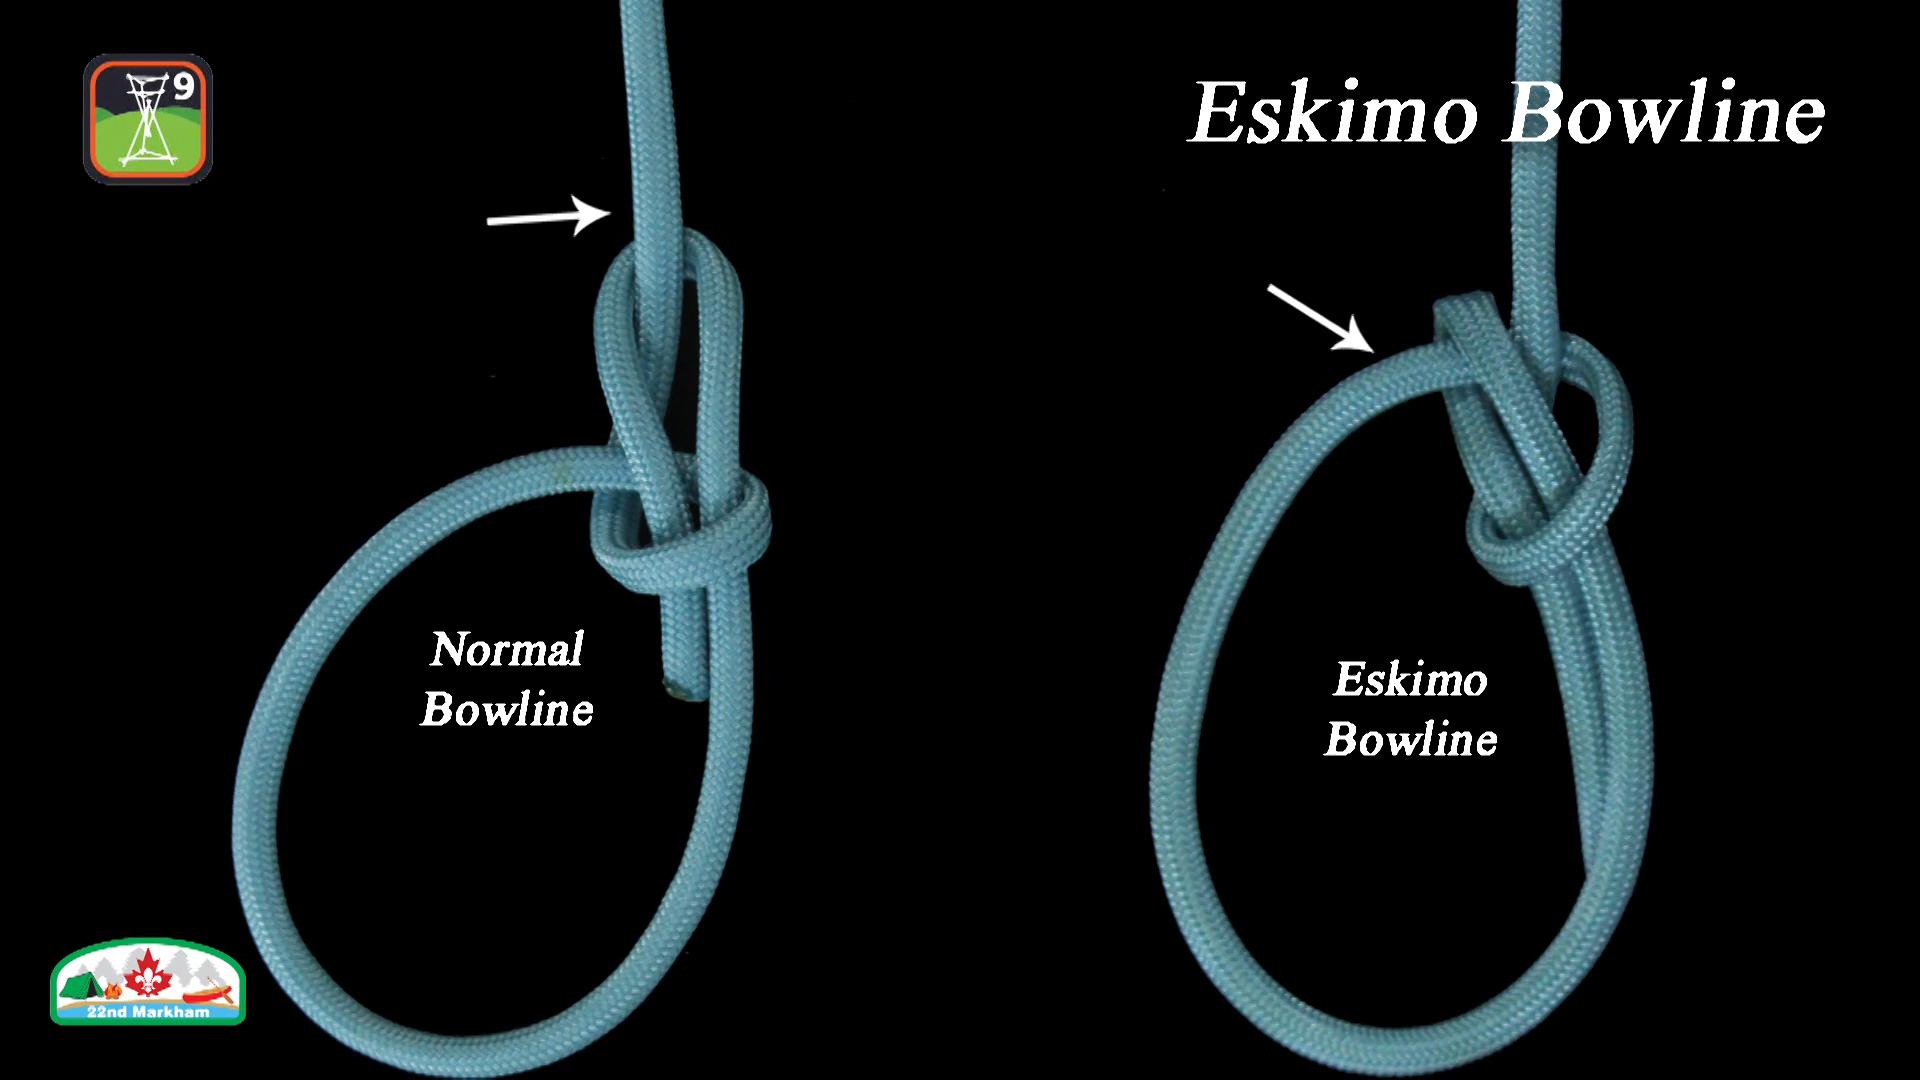 9
Eskimo Bowline
Normal
Bowline
Eskimo
Bowline
22nd Markham